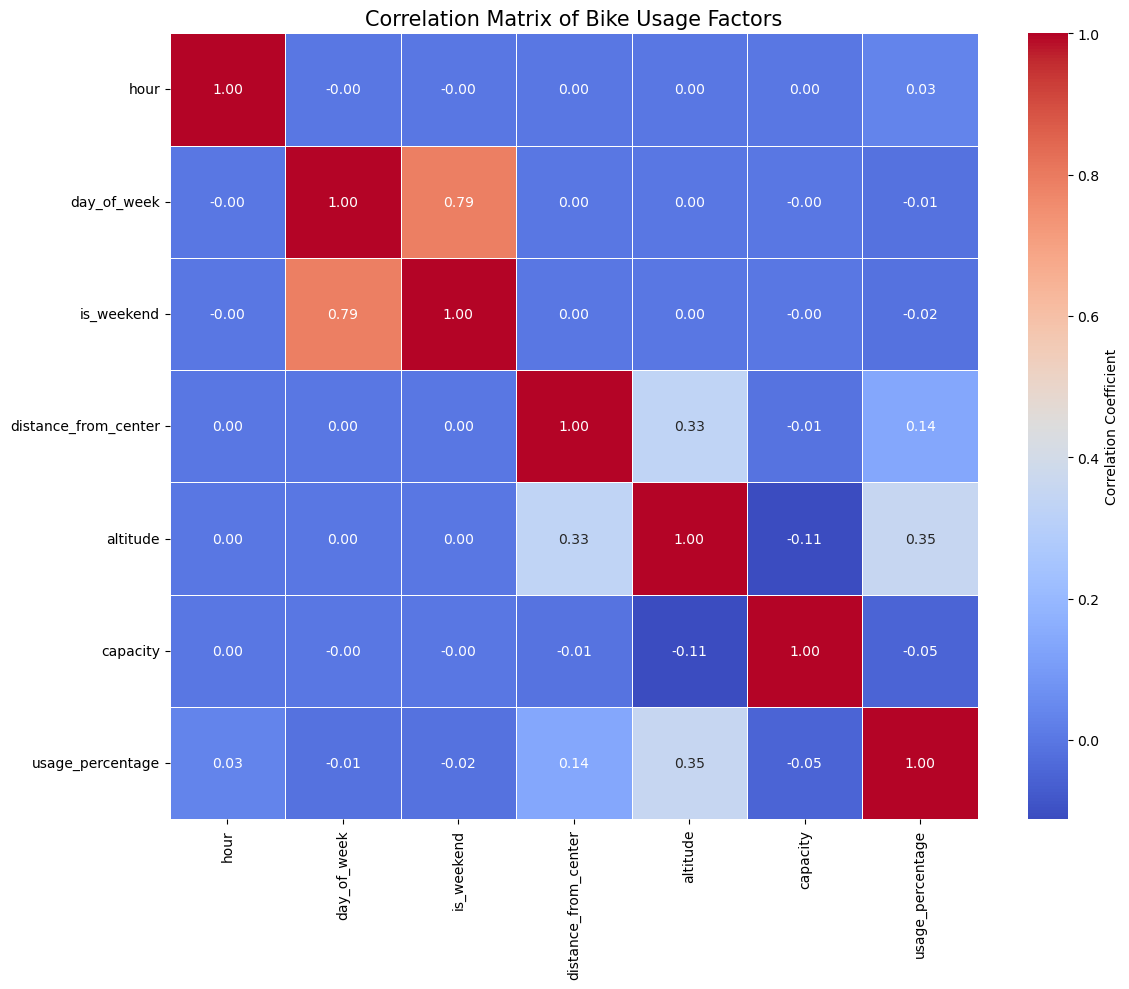 Correlation Matrix of Bike Usage Factors
hour 1.00 -0.00 -0.00 0.00 0.00 0.00 0.03
day_of_week -0.00 1.00 0.79 0.00 0.00 -0.00 -0.01
is_weekend -0.00 0.79 1.00 0.00 0.00 -0.00 -0.02
distance_from_center 0.00 0.00 0.00 1.00 0.33 -0.01 0.14
altitude 0.00 0.00 0.00 0.33 1.00 -0.11 0.35
capacity 0.00 -0.00 -0.00 -0.01 -0.11 1.00 -0.05
usage_percentage 0.03 -0.01 -0.02 0.14 0.35 -0.05 1.00
hour day_of_week is_weekend distance_from_center altitude capacity usage_percentage
1.0
0.8
0.6
0.4
0.2
0.0
Correlation Coefficient